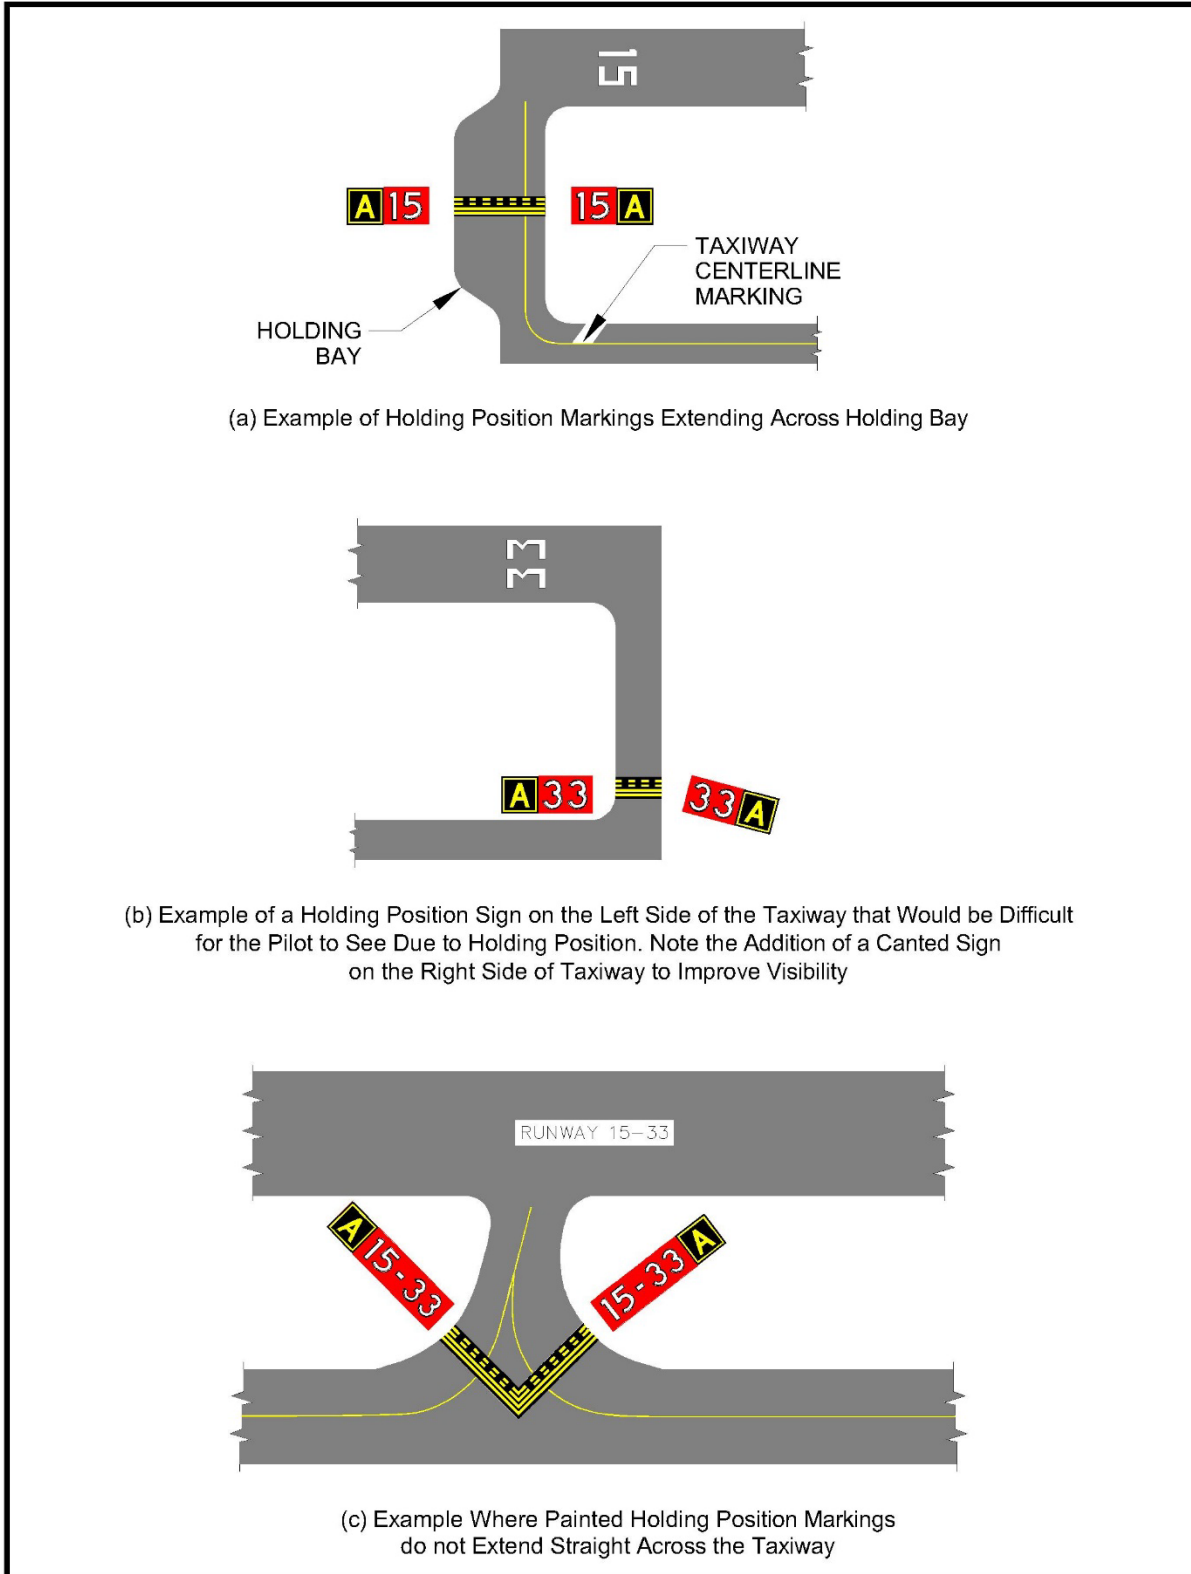 15
A 15
15 A
TAXIWAY
CENTERLINE
MARKING
HOLDING
BAY
(a) Example of Holding Position Markings Extending Across Holding Bay
33
A 33
33 A
(b) Example of a Holding Position Sign on the Left Side of the Taxiway that Would be Difficult
for the Pilot to See Due to Holding Position. Note the Addition of a Canted Sign
on the Right Side of Taxiway to Improve Visibility
RUNWAY 15-33
A 15-33
15-33 A
(c) Example Where Painted Holding Position Markings
do not Extend Straight Across the Taxiway